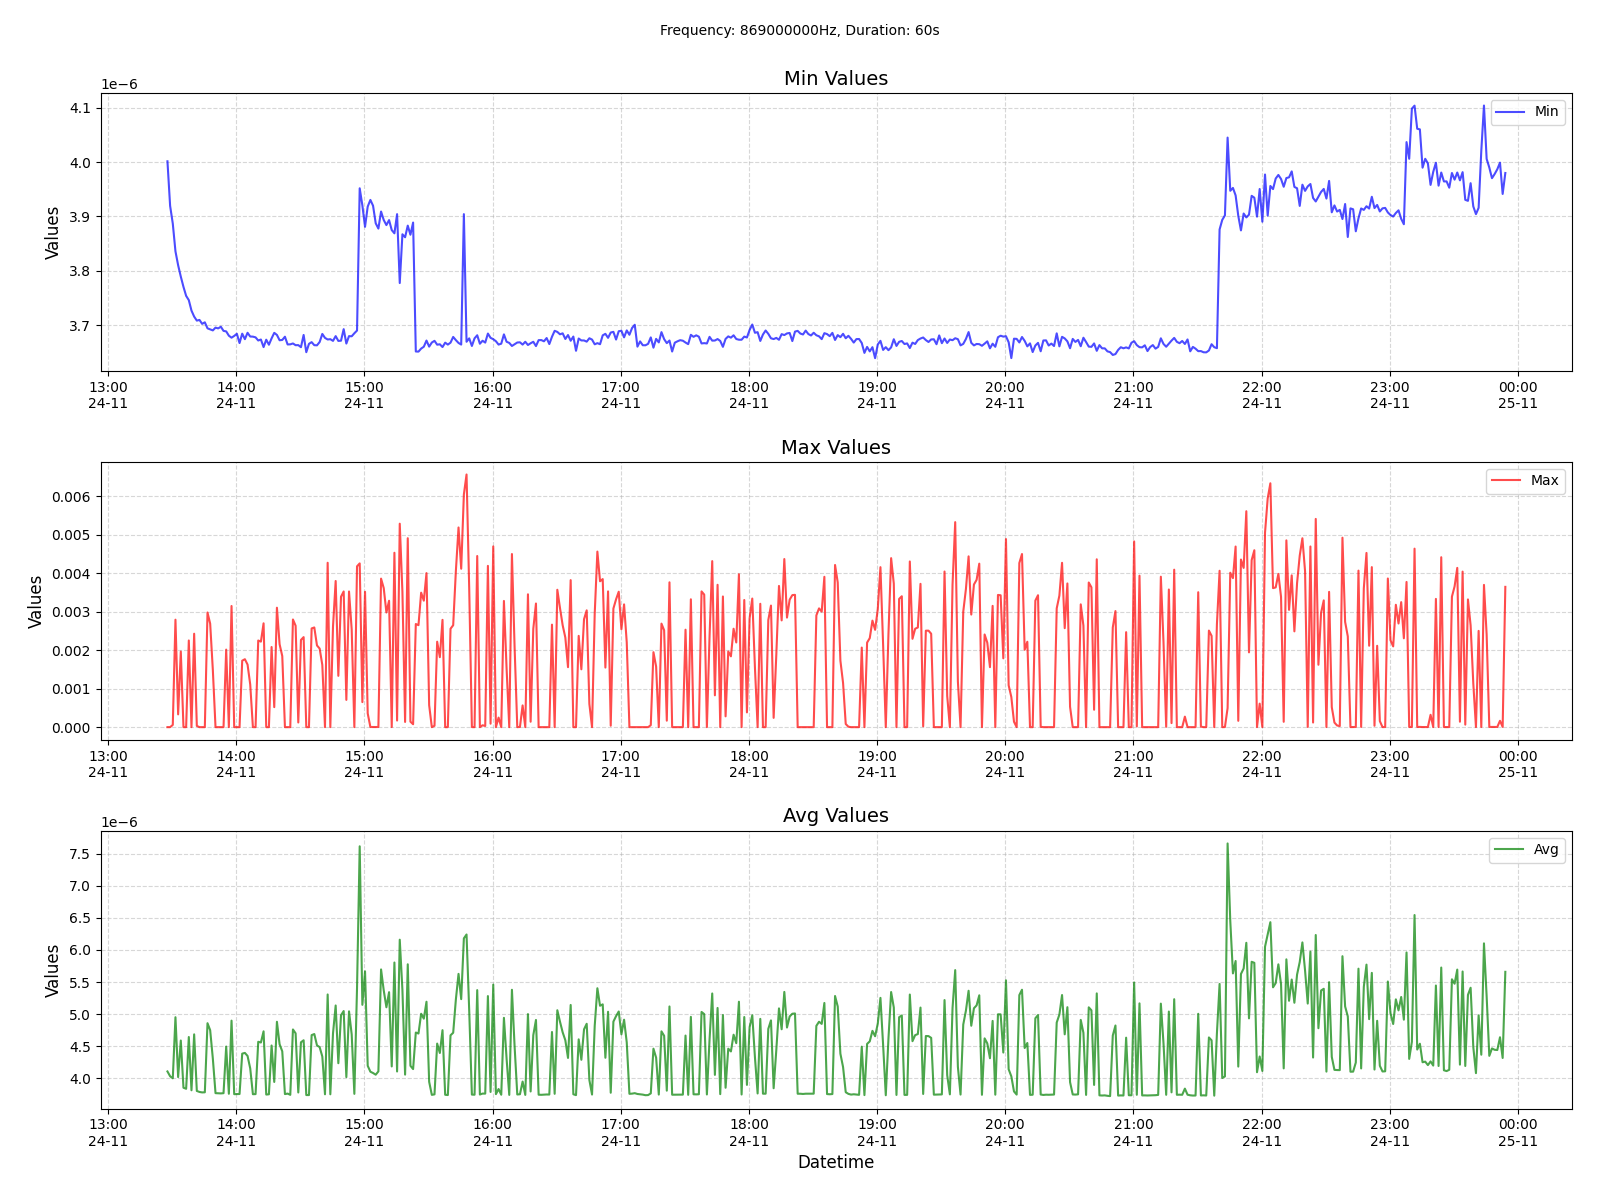 Frequency: 869000000Hz, Duration: 60s
Min Values
1e−6
4.1
4.0
3.9
3.8
3.7
Values
Min
13:00 14:00 15:00 16:00 17:00 18:00 19:00 20:00 21:00 22:00 23:00 00:00
24-11 24-11 24-11 24-11 24-11 24-11 24-11 24-11 24-11 24-11 24-11 25-11
Max Values
0.006
0.005
0.004
0.003
0.002
0.001
0.000
Values
Max
13:00 14:00 15:00 16:00 17:00 18:00 19:00 20:00 21:00 22:00 23:00 00:00
24-11 24-11 24-11 24-11 24-11 24-11 24-11 24-11 24-11 24-11 24-11 25-11
Avg Values
1e−6
7.5
7.0
6.5
6.0
5.5
5.0
4.5
4.0
Values
Avg
13:00 14:00 15:00 16:00 17:00 18:00 19:00 20:00 21:00 22:00 23:00 00:00
24-11 24-11 24-11 24-11 24-11 24-11 24-11 24-11 24-11 24-11 24-11 25-11
Datetime